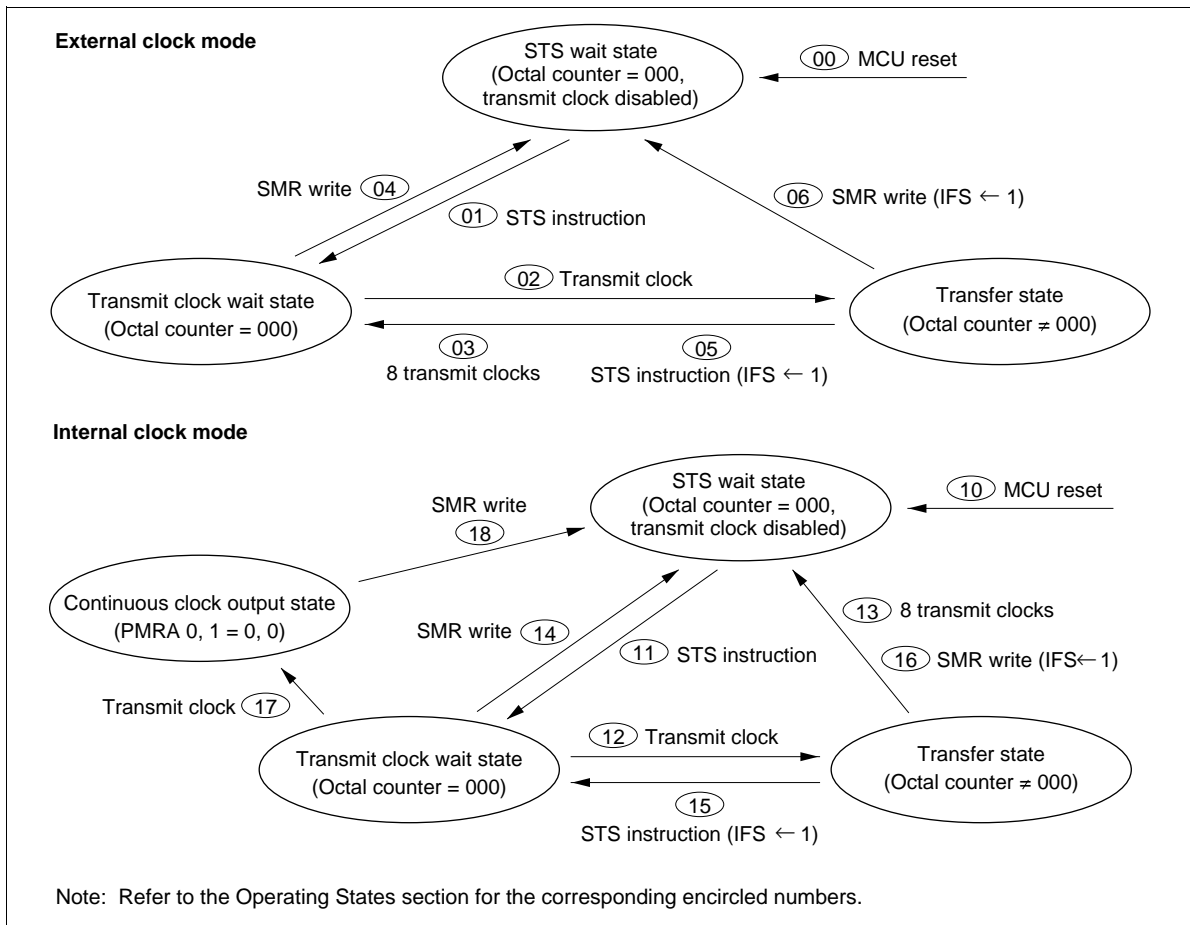 External clock mode
STS wait state
(Octal counter = 000,
transmit clock disabled)
00 MCU reset
SMR write 04
01 STS instruction
06 SMR write (IFS ← 1)
Transmit clock wait state
(Octal counter = 000)
02 Transmit clock
Transfer state
(Octal counter ≠ 000)
03
8 transmit clocks
05
STS instruction (IFS ← 1)
Internal clock mode
STS wait state
(Octal counter = 000,
transmit clock disabled)
10 MCU reset
SMR write
18
Continuous clock output state
(PMRA 0, 1 = 0, 0)
SMR write 14
11 STS instruction
13 8 transmit clocks
16 SMR write (IFS← 1)
Transmit clock 17
Transmit clock wait state
(Octal counter = 000)
12 Transmit clock
Transfer state
(Octal counter ≠ 000)
15
STS instruction (IFS ← 1)
Note: Refer to the Operating States section for the corresponding encircled numbers.